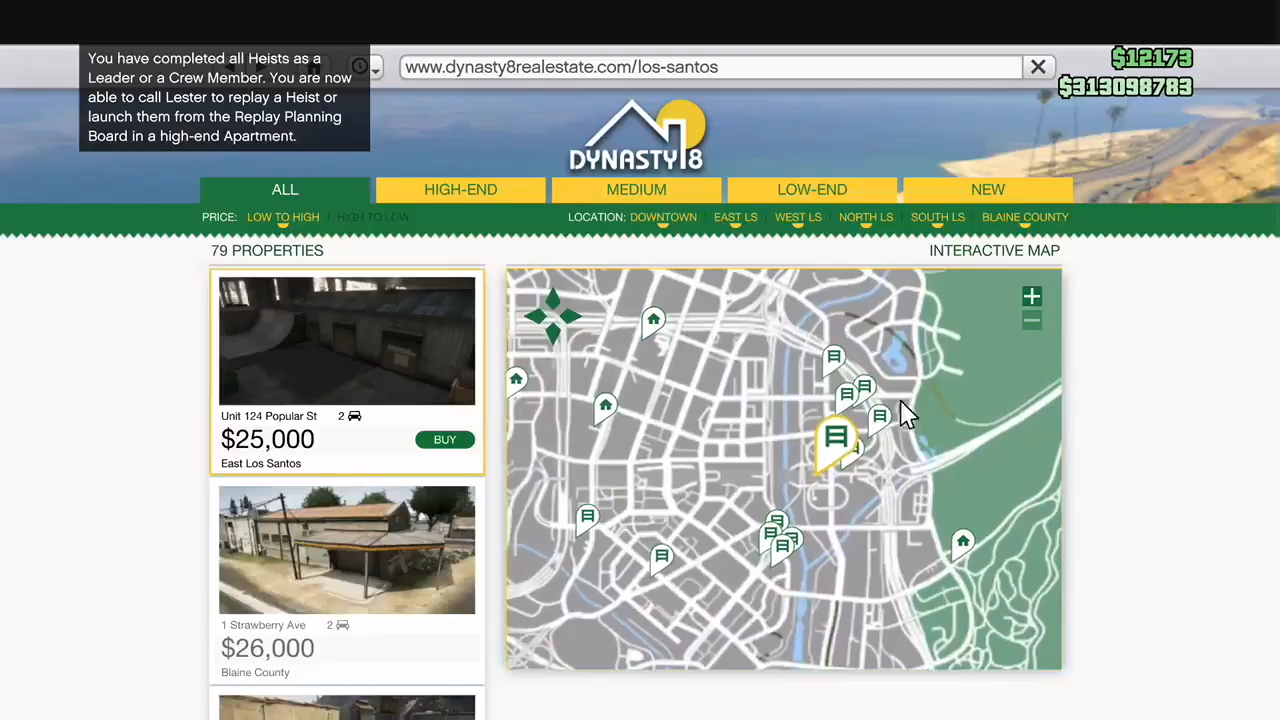 You have completed all Heists as a
Leader or a Crew Member. You are now
able to call Lester to replay a Heist or
launch them from the Replay Planning
Board in a high-end Apartment.
www.dynasty8realestate.com/los-santos
$12173
$313098783
DYNASTY8
ALL HIGH-END MEDIUM LOW-END NEW
PRICE: LOW TO HIGH | HIGH TO LOW LOCATION: DOWNTOWN | EAST LS | WEST LS | NORTH LS | SOUTH LS | BLAINE COUNTY
79 PROPERTIES INTERACTIVE MAP
Unit 124 Popular St 2
$25,000 BUY
East Los Santos
1 Strawberry Ave 2
$26,000
Blaine County